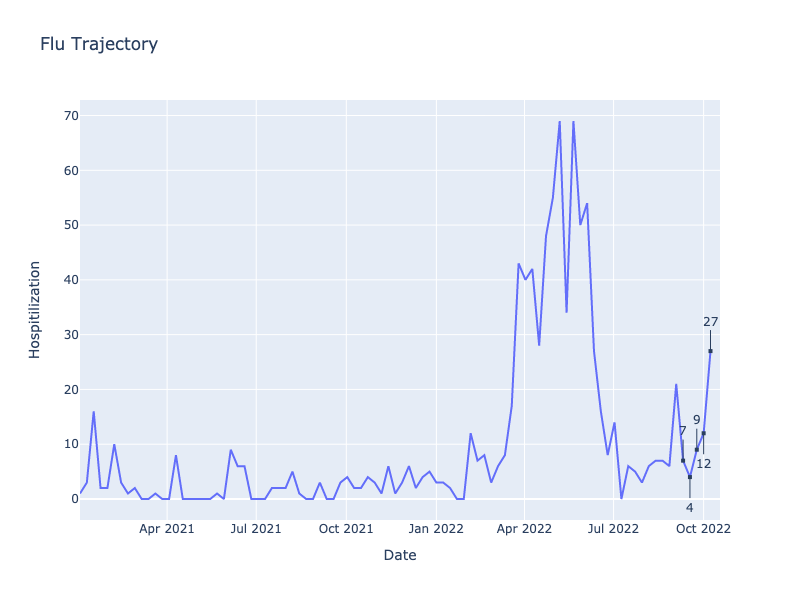 Flu Trajectory
70
60
50
40
30
20
10
0
Hospitilization
27
9
7
12
4
Apr 2021
Jul 2021
Oct 2021
Jan 2022
Apr 2022
Jul 2022
Oct 2022
Date